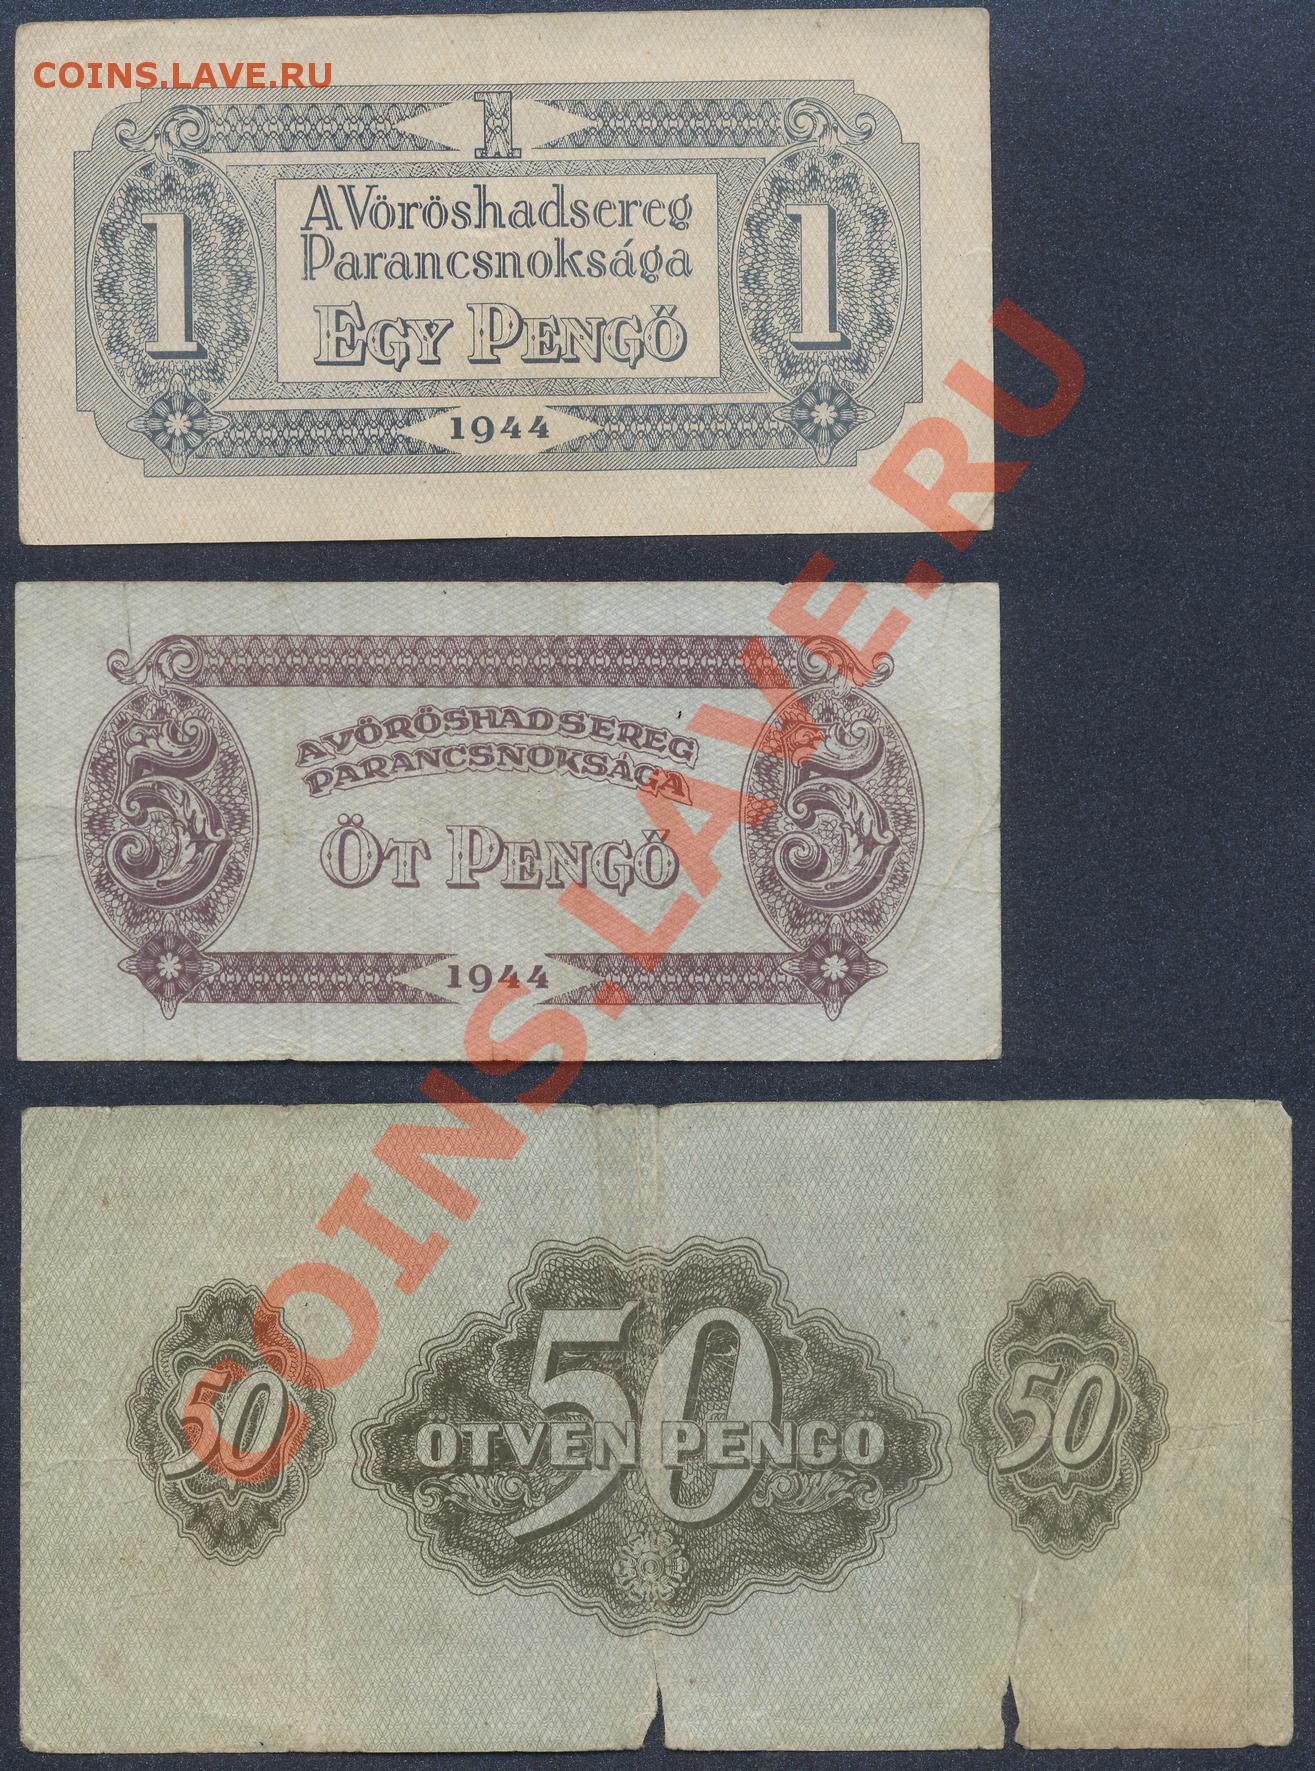 COINS.LAVE.RU
1
A Vöröshadsereg
Parancsnoksága
1 EGY PENGŐ 1
1944
A VÖRÖSHADSEREG
PARANCSNOKSÁGA
5 ÖT PENGŐ 5
1944
50 50 50
ÖTVEN PENGŐ
COINS.LAVE.RU